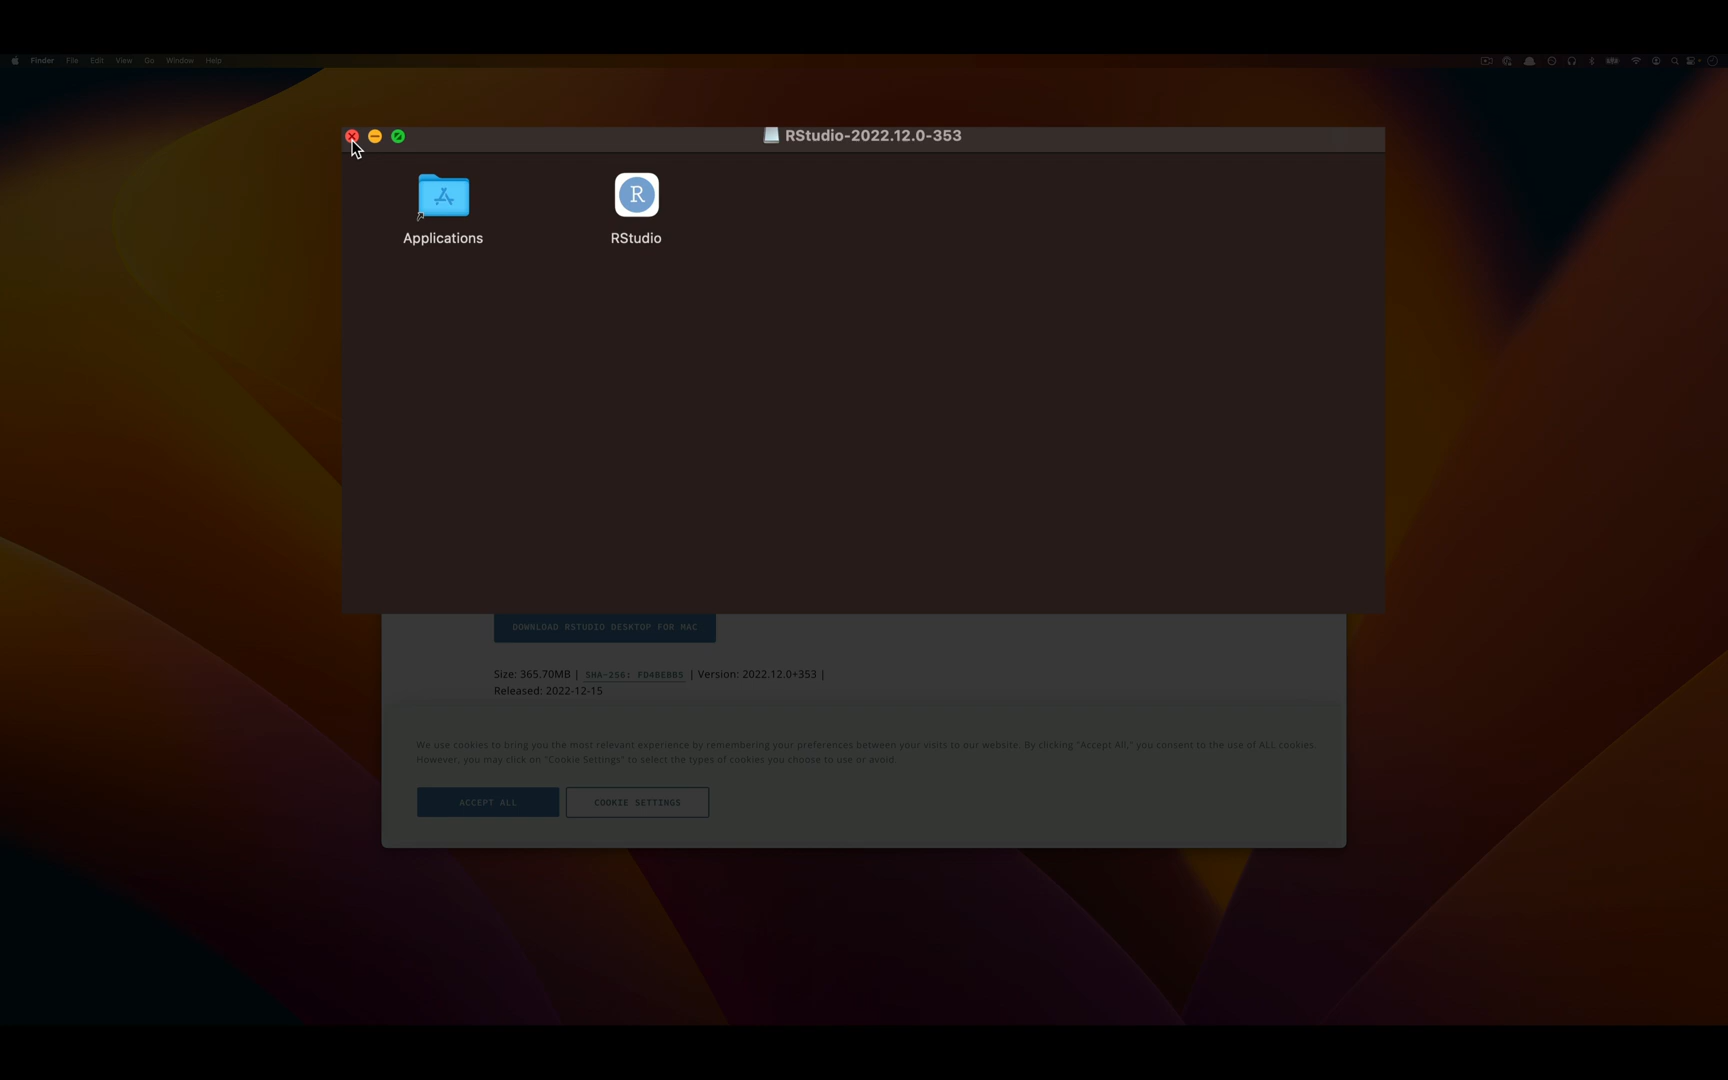 Finder File Edit View Go Window Help
RStudio-2022.12.0-353
Applications
R
RStudio
DOWNLOAD RSTUDIO DESKTOP FOR MAC
Size: 365.70MB | SHA-256: FD4BEBB5 | Version: 2022.12.0+353 |
Released: 2022-12-15
We use cookies to bring you the most relevant experience by remembering your preferences between your visits to our website. By clicking "Accept All," you consent to the use of ALL cookies.
However, you may click on "Cookie Settings" to select the types of cookies you choose to use or avoid.
ACCEPT ALL COOKIE SETTINGS